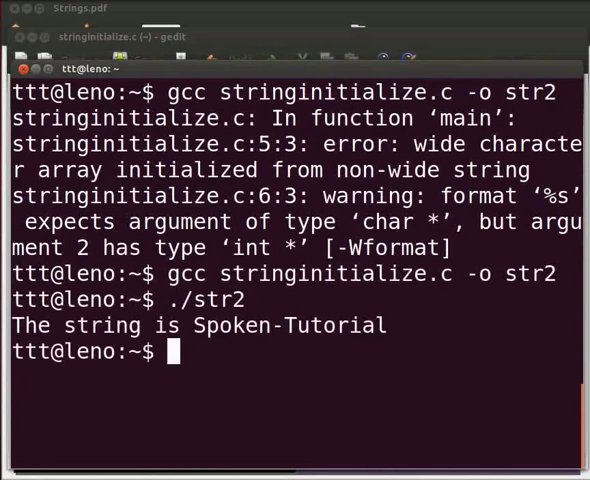 Strings.pdf
stringinitialize.c (~) - gedit
ttt@leno: ~
ttt@leno:~$ gcc stringinitialize.c -o str2
stringinitialize.c: In function ‘main’:
stringinitialize.c:5:3: error: wide characte
r array initialized from non-wide string
stringinitialize.c:6:3: warning: format ‘%s’
 expects argument of type ‘char *’, but argu
ment 2 has type ‘int *’ [-Wformat]
ttt@leno:~$ gcc stringinitialize.c -o str2
ttt@leno:~$ ./str2
The string is Spoken-Tutorial
ttt@leno:~$